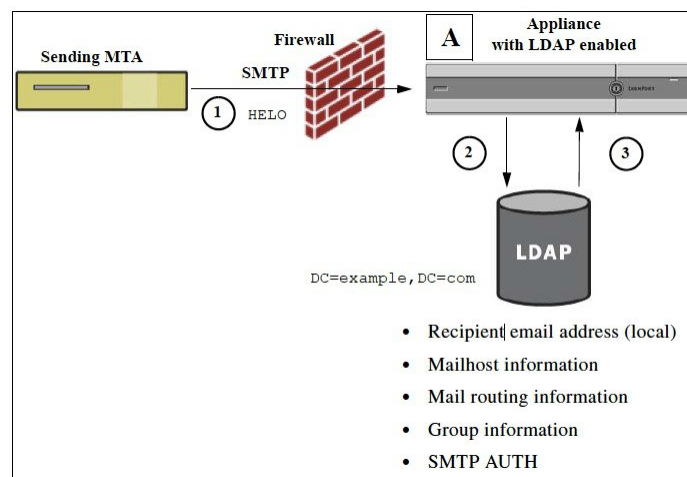 Sending MTA
Firewall
SMTP
1
HELO
A
Appliance
with LDAP enabled
IRONPORT
2
3
LDAP
DC=example,DC=com
• Recipient email address (local)
• Mailhost information
• Mail routing information
• Group information
• SMTP AUTH